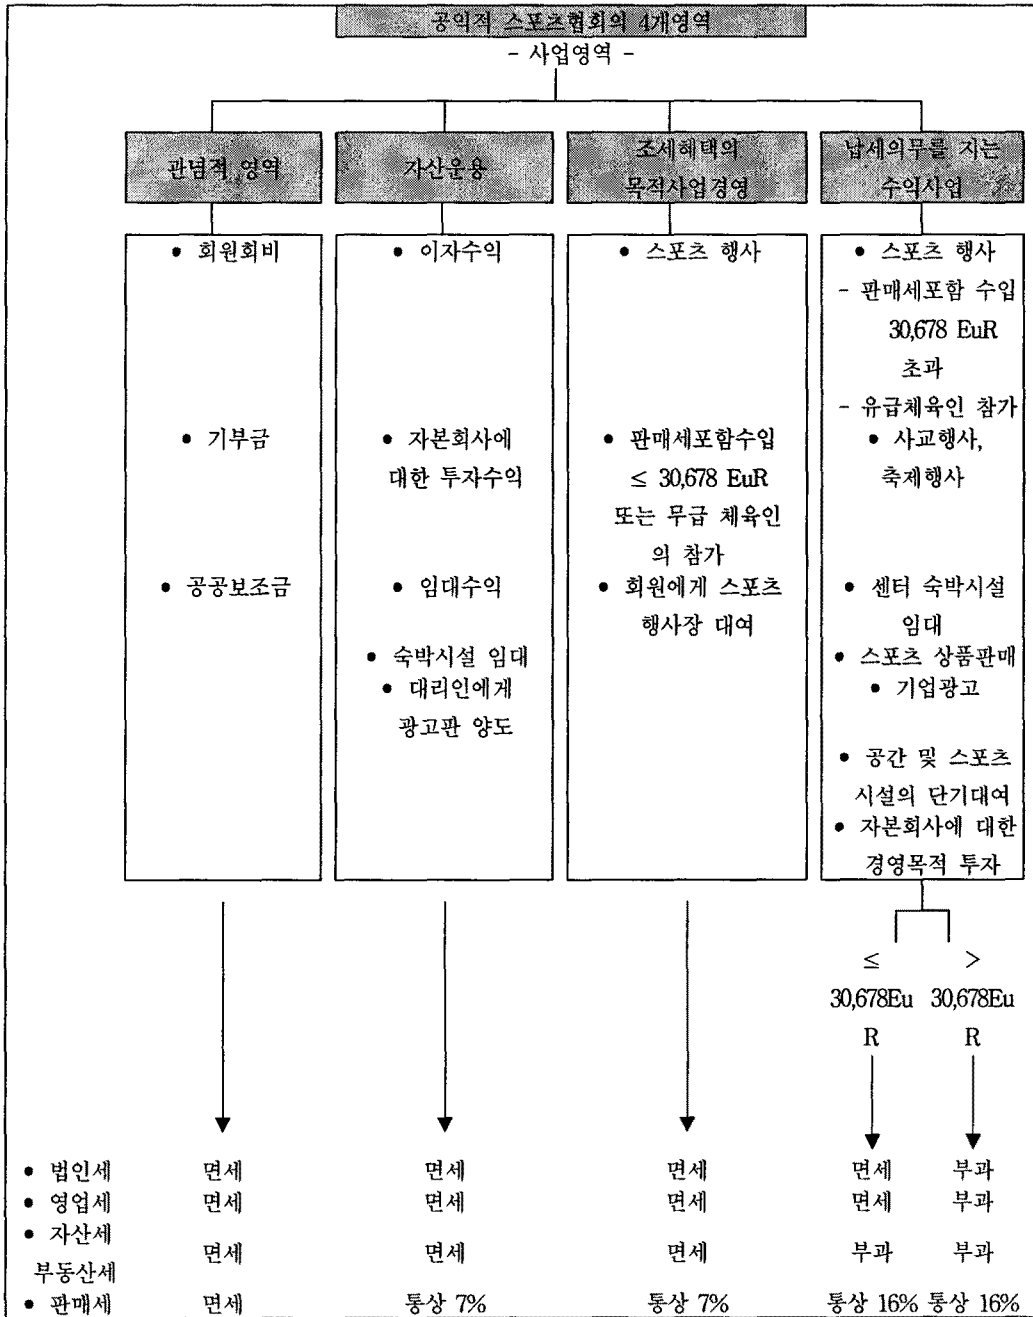 공익적 스포츠협회의 4개영역
- 사업영역 -
관념적 영역
• 회원회비
• 기부금
• 공공보조금
자산운용
• 이자수익
• 자본회사에
대한 투자수익
• 임대수익
• 숙박시설 임대
• 대리인에게
광고판 양도
조세혜택의
목적사업경영
• 스포츠 행사
• 판매세포함수입
≤ 30,678 EuR
또는 무급 체육인
의 참가
• 회원에게 스포츠
행사장 대여
납세의무를 지는
수익사업
• 스포츠 행사
- 판매세포함 수입
30,678 EuR
초과
- 유급체육인 참가
• 사교행사,
축제행사
• 센터 숙박시설
임대
• 스포츠 상품판매
• 기업광고
• 공간 및 스포츠
시설의 단기대여
• 자본회사에 대한
경영목적 투자
≤ >
30,678Eu 30,678Eu
R R
• 법인세 면세 면세 면세 면세 부과
• 영업세 면세 면세 면세 면세 부과
• 자산세
면세 면세 면세 부과 부과
부동산세
• 판매세 면세 통상 7% 통상 7% 통상 16% 통상 16%